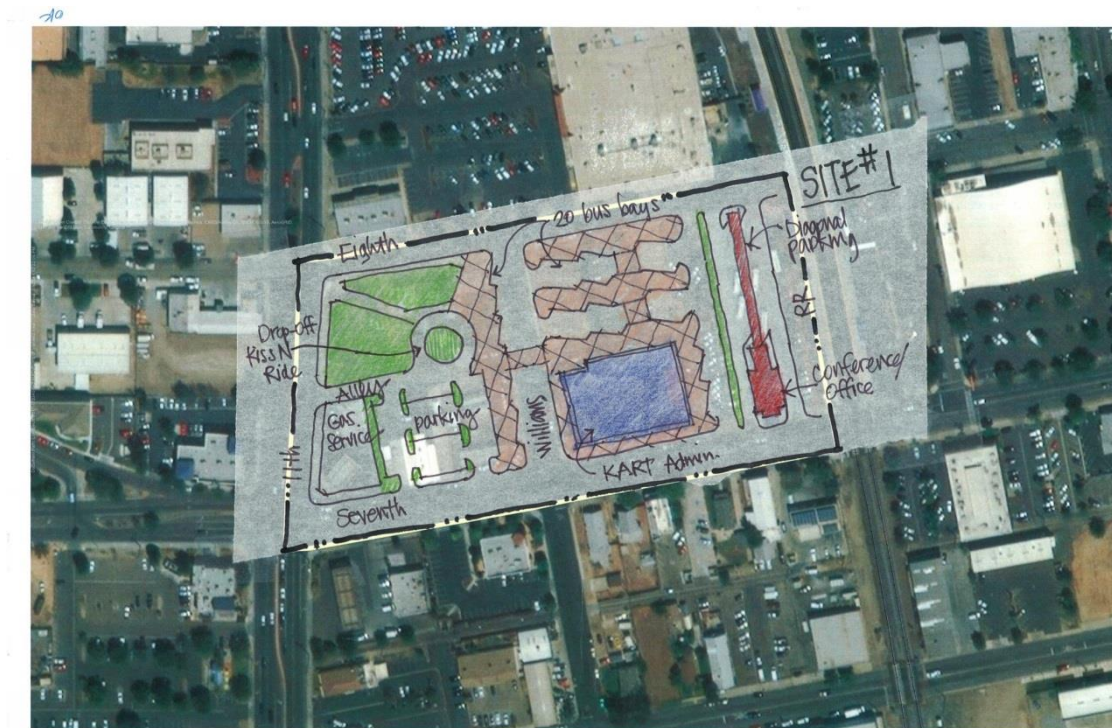 SITE #1
Eighth
20 bus bays
Diagonal
parking
RR
Drop-off
Kiss N
Ride
Alley
Gas.
Service
parking
Williams
Conference/
Office
11th
KART Admin.
Seventh